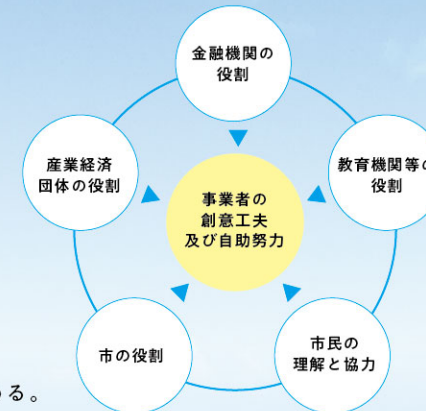 金融機関の
役割
産業経済
団体の役割
教育機関等の
役割
事業者の
創意工夫
及び自助努力
市の役割
市民の
理解と協力
る。